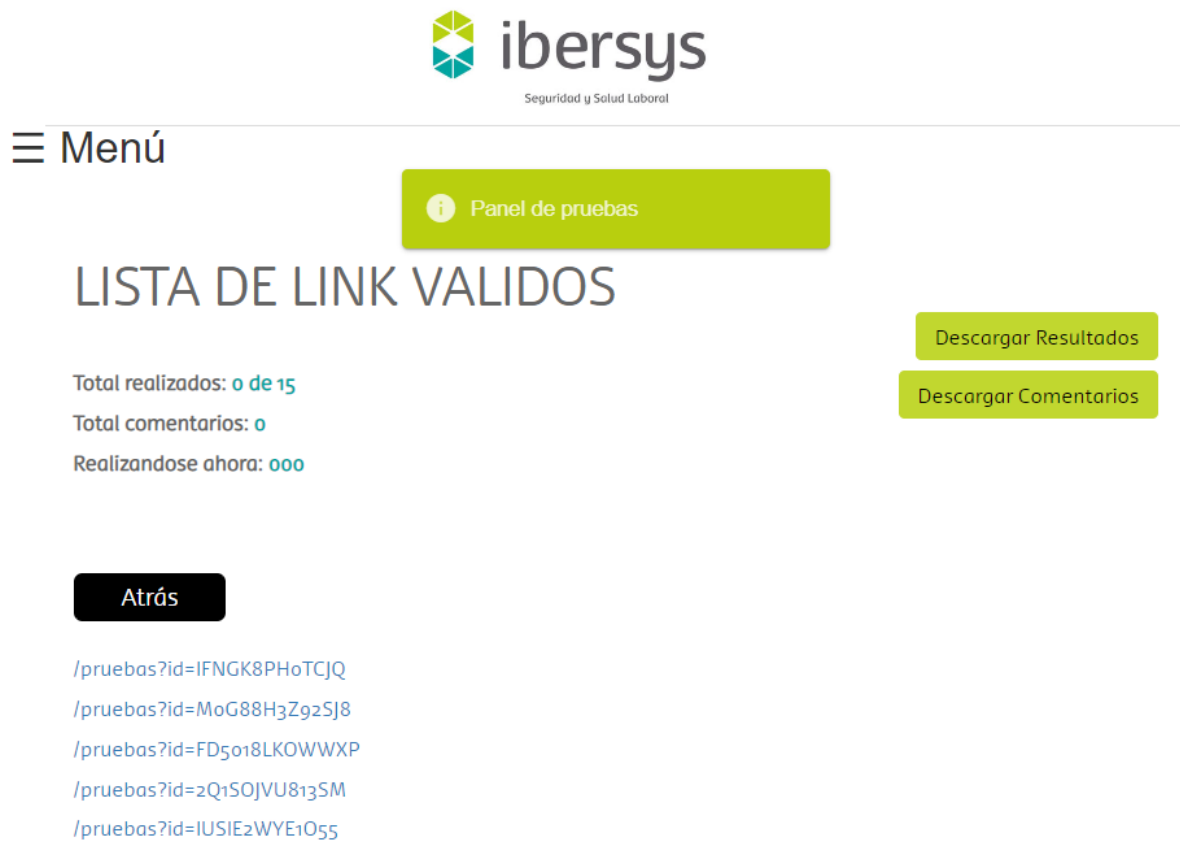 ibersys
Seguridad y Salud Laboral
☰ Menú
Panel de pruebas
LISTA DE LINK VALIDOS
Descargar Resultados
Total realizados: 0 de 15
Descargar Comentarios
Total comentarios: 0
Realizandose ahora: 000
Atrás
/pruebas?id=IFNGK8PH0TCJQ
/pruebas?id=M0G88H3Z92SJ8
/pruebas?id=FD5018LKOWWXP
/pruebas?id=2Q1SOJVU813SM
/pruebas?id=IUSIE2WYE1O55